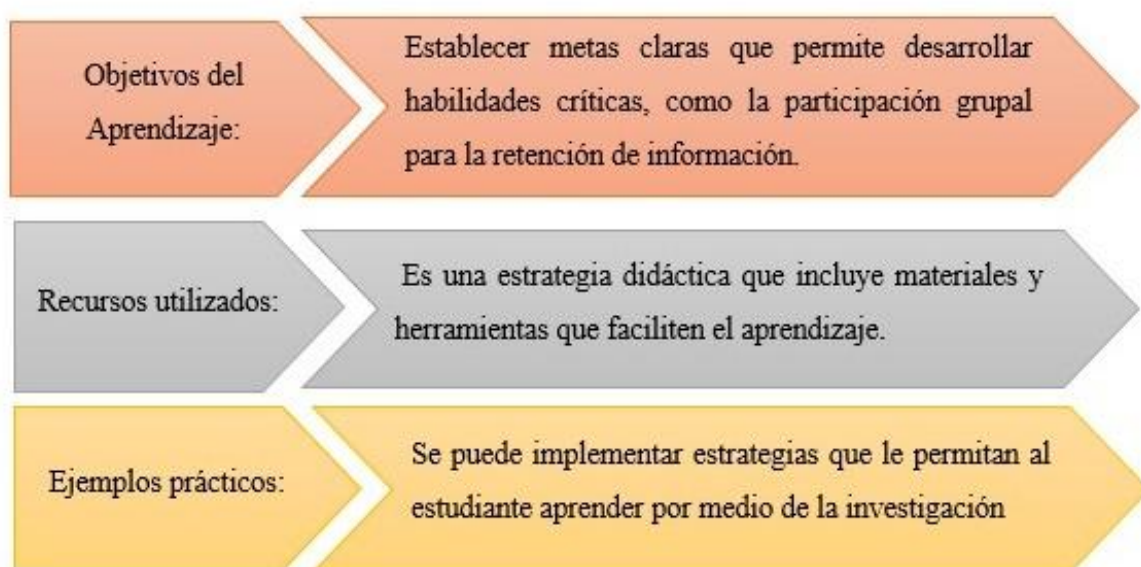 Objetivos del
Aprendizaje:
Establecer metas claras que permite desarrollar
habilidades críticas, como la participación grupal
para la retención de información.
Recursos utilizados:
Es una estrategia didáctica que incluye materiales y
herramientas que faciliten el aprendizaje.
Ejemplos prácticos:
Se puede implementar estrategias que le permitan al
estudiante aprender por medio de la investigación